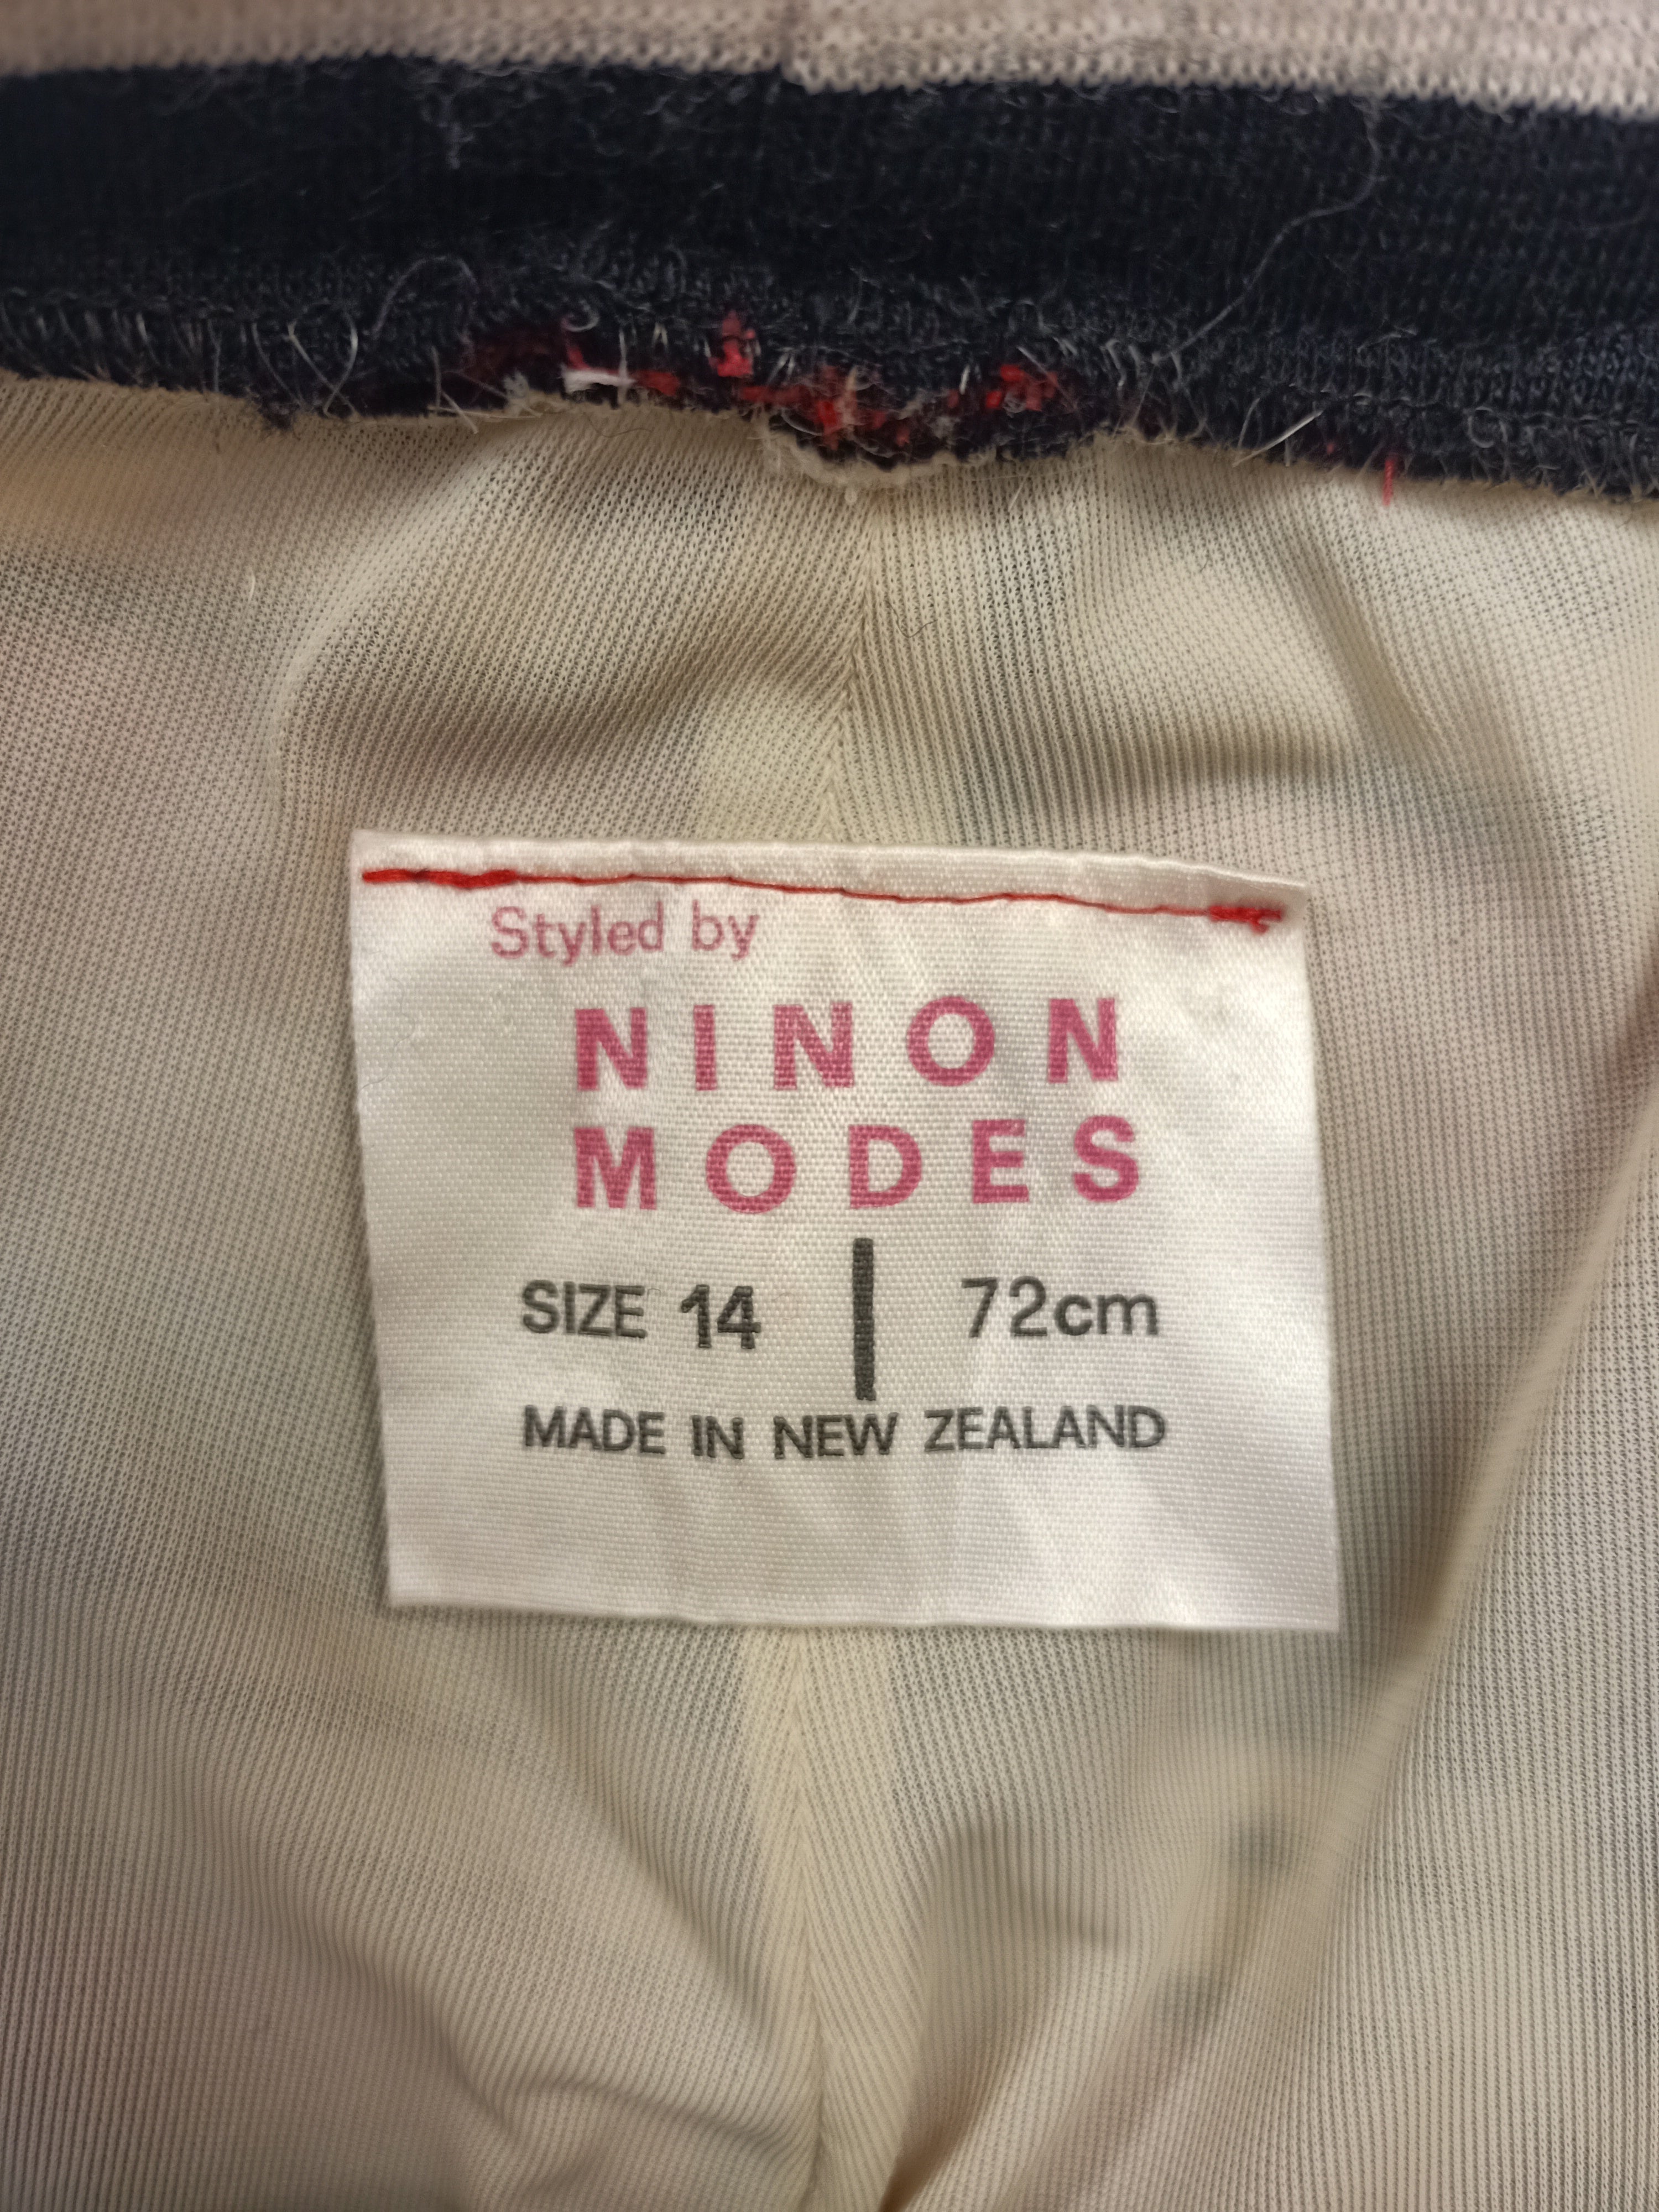 Styled by
NINON
MODES
SIZE 14 | 72cm
MADE IN NEW ZEALAND